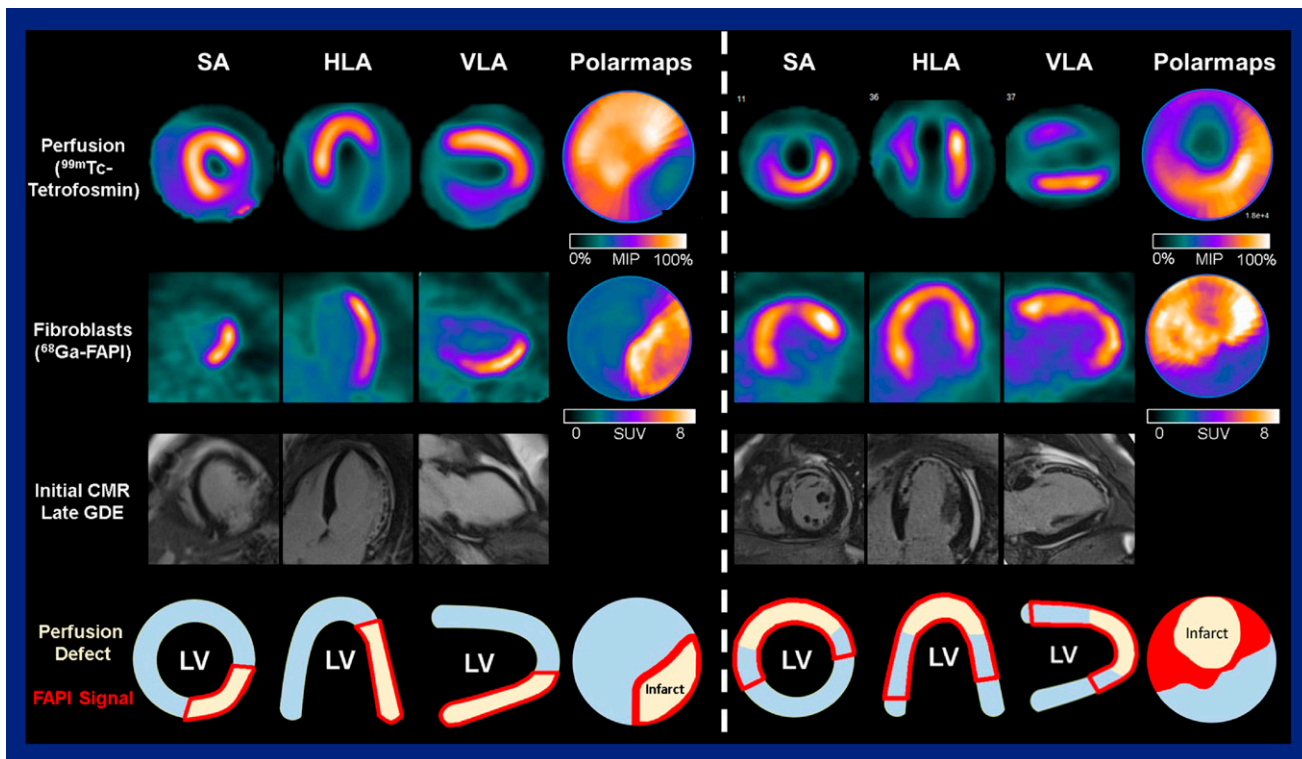 SA HLA VLA Polarmaps SA HLA VLA Polarmaps
11 36 37
Perfusion
(99mTc-
Tetrofosmin)
1.8e+4
0% MIP 100% 0% MIP 100%
Fibroblasts
(68Ga-FAPI)
0 SUV 8 0 SUV 8
Initial CMR
Late GDE
Perfusion
Defect
LV LV LV Infarct LV LV LV Infarct
FAPI Signal